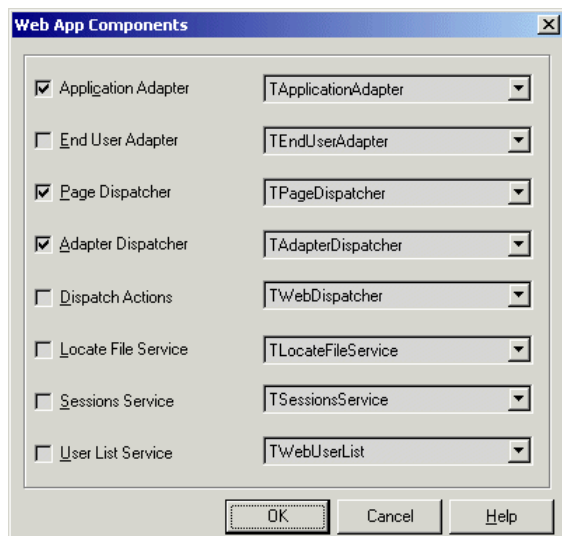 Web App Components
Application Adapter TApplicationAdapter
End User Adapter TEndUserAdapter
Page Dispatcher TPageDispatcher
Adapter Dispatcher TAdapterDispatcher
Dispatch Actions TWebDispatcher
Locate File Service TLocateFileService
Sessions Service TSessionsService
User List Service TWebUserList
OK Cancel Help